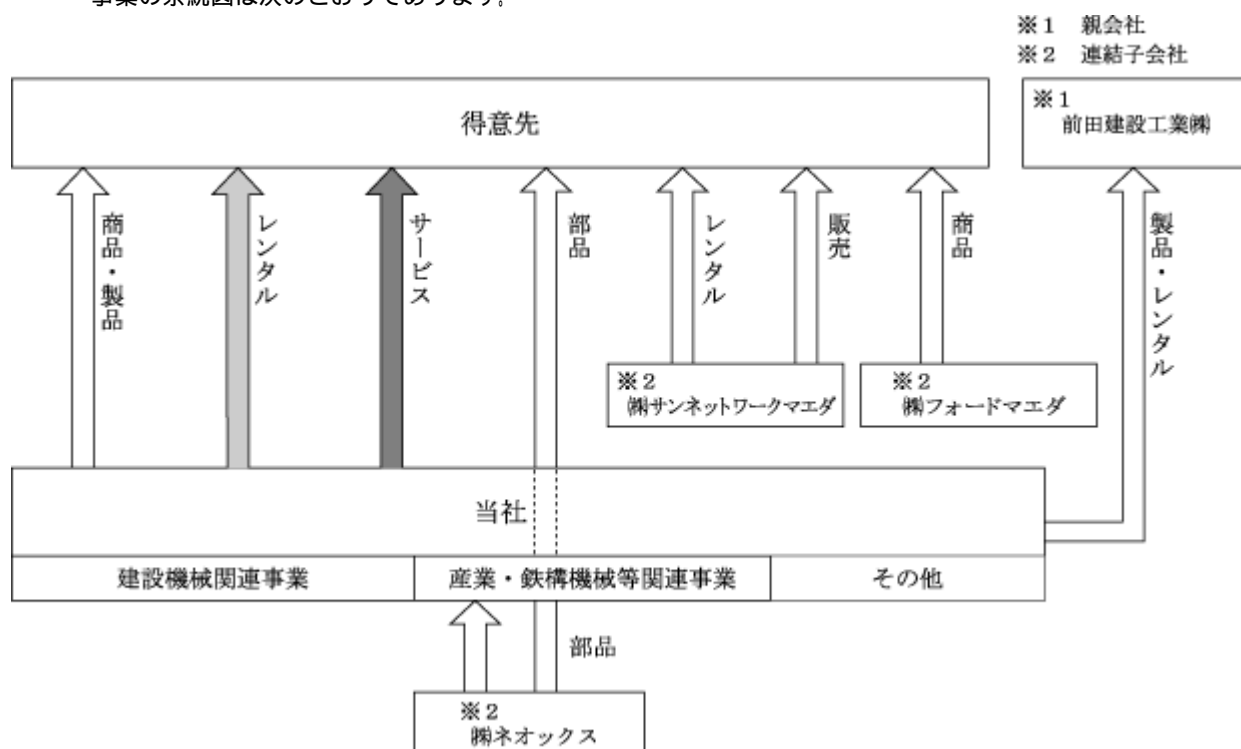 事業の系統図は次のとおりであります。
※1 親会社
※2 連結子会社
得意先
※1
前田建設工業㈱
商品・製品
レンタル
サービス
部品
レンタル
販売
商品
製品・レンタル
※2
㈱サンネットワークマエダ
※2
㈱フォードマエダ
当社
建設機械関連事業
産業・鉄構機械等関連事業
その他
部品
※2
㈱ネオックス